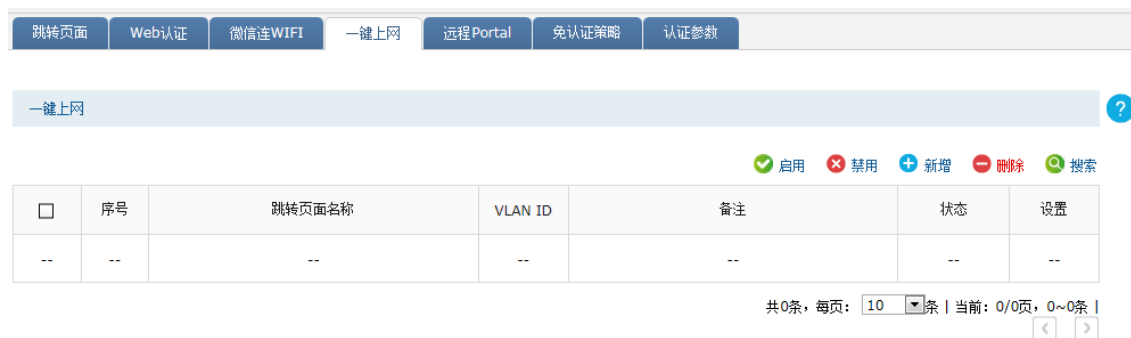 跳转页面 Web认证 微信连WIFI 一键上网 远程Portal 免认证策略 认证参数
一键上网
?
启用 禁用 新增 删除 搜索
序号 跳转页面名称 VLAN ID 备注 状态 设置
-- -- -- -- -- -- --
共0条，每页： 10 条 | 当前：0/0页，0~0条 |
< >